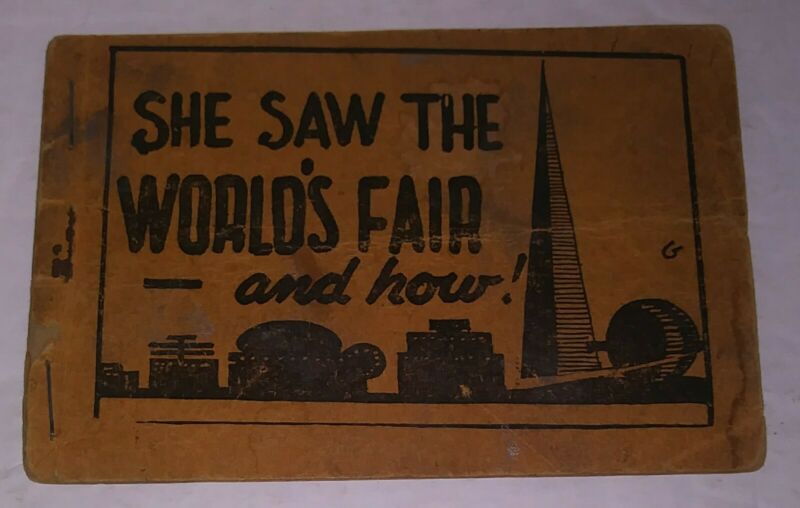 SHE SAW THE
WORLD'S FAIR
— and how!
G